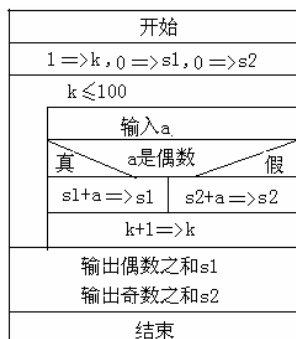 开始
1=>k,0=>s1,0=>s2
k≤100
输入a
真 a是偶数 假
s1+a=>s1 s2+a=>s2
k+1=>k
输出偶数之和s1
输出奇数之和s2
结束